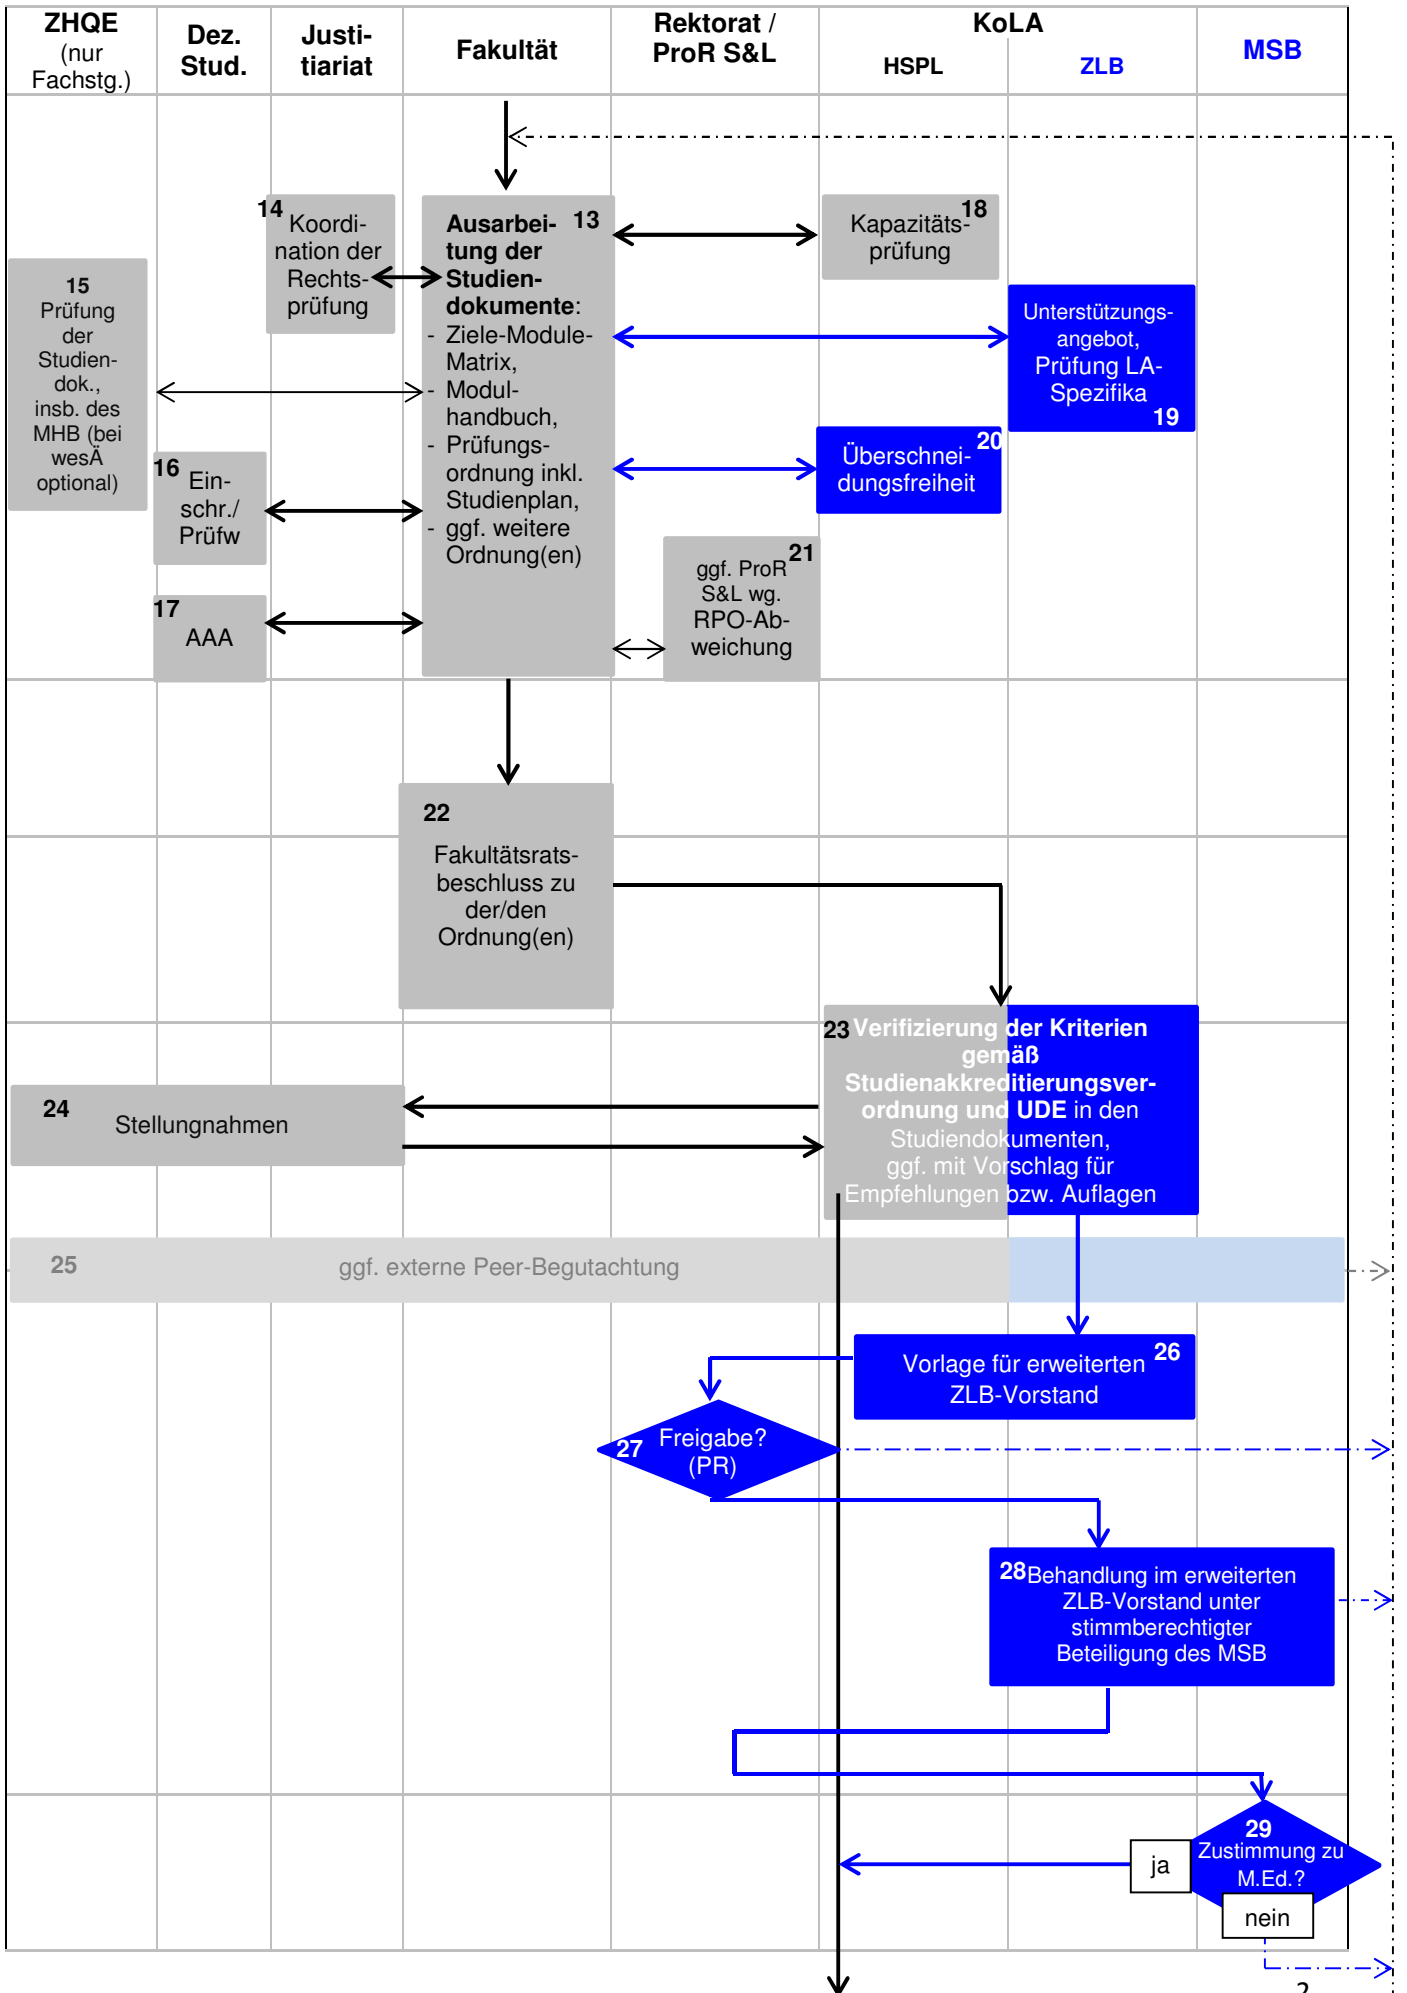 ZHQE
(nur
Fachstg.)
Dez.
Stud.
Justi-
tiariat
Fakultät
Rektorat /
ProR S&L
KoLA
HSPL
ZLB
MSB
14
Koordi-
nation der
Rechts-
prüfung
13
Ausarbei-
tung der
Studien-
dokumente:
- Ziele-Module-
Matrix,
- Modul-
handbuch,
- Prüfungs-
ordnung inkl.
Studienplan,
- ggf. weitere
Ordnung(en)
18
Kapazitäts-
prüfung
15
Prüfung
der
Studien-
dok.,
insb. des
MHB (bei
wesÄ
optional)
Unterstützungs-
angebot,
Prüfung LA-
Spezifika
19
16
Ein-
schr./
Prüfw
20
Überschnei-
dungsfreiheit
17
AAA
21
ggf. ProR
S&L wg.
RPO-Ab-
weichung
22
Fakultätsrats-
beschluss zu
der/den
Ordnung(en)
23
Verifizierung der Kriterien
gemäß
Studienakkreditierungsver-
ordnung und UDE in den
Studiendokumenten,
ggf. mit Vorschlag für
Empfehlungen bzw. Auflagen
24
Stellungnahmen
25
ggf. externe Peer-Begutachtung
26
Vorlage für erweiterten
ZLB-Vorstand
27
Freigabe?
(PR)
28
Behandlung im erweiterten
ZLB-Vorstand unter
stimmberechtigter
Beteiligung des MSB
29
Zustimmung zu
M.Ed.?
ja
nein
2